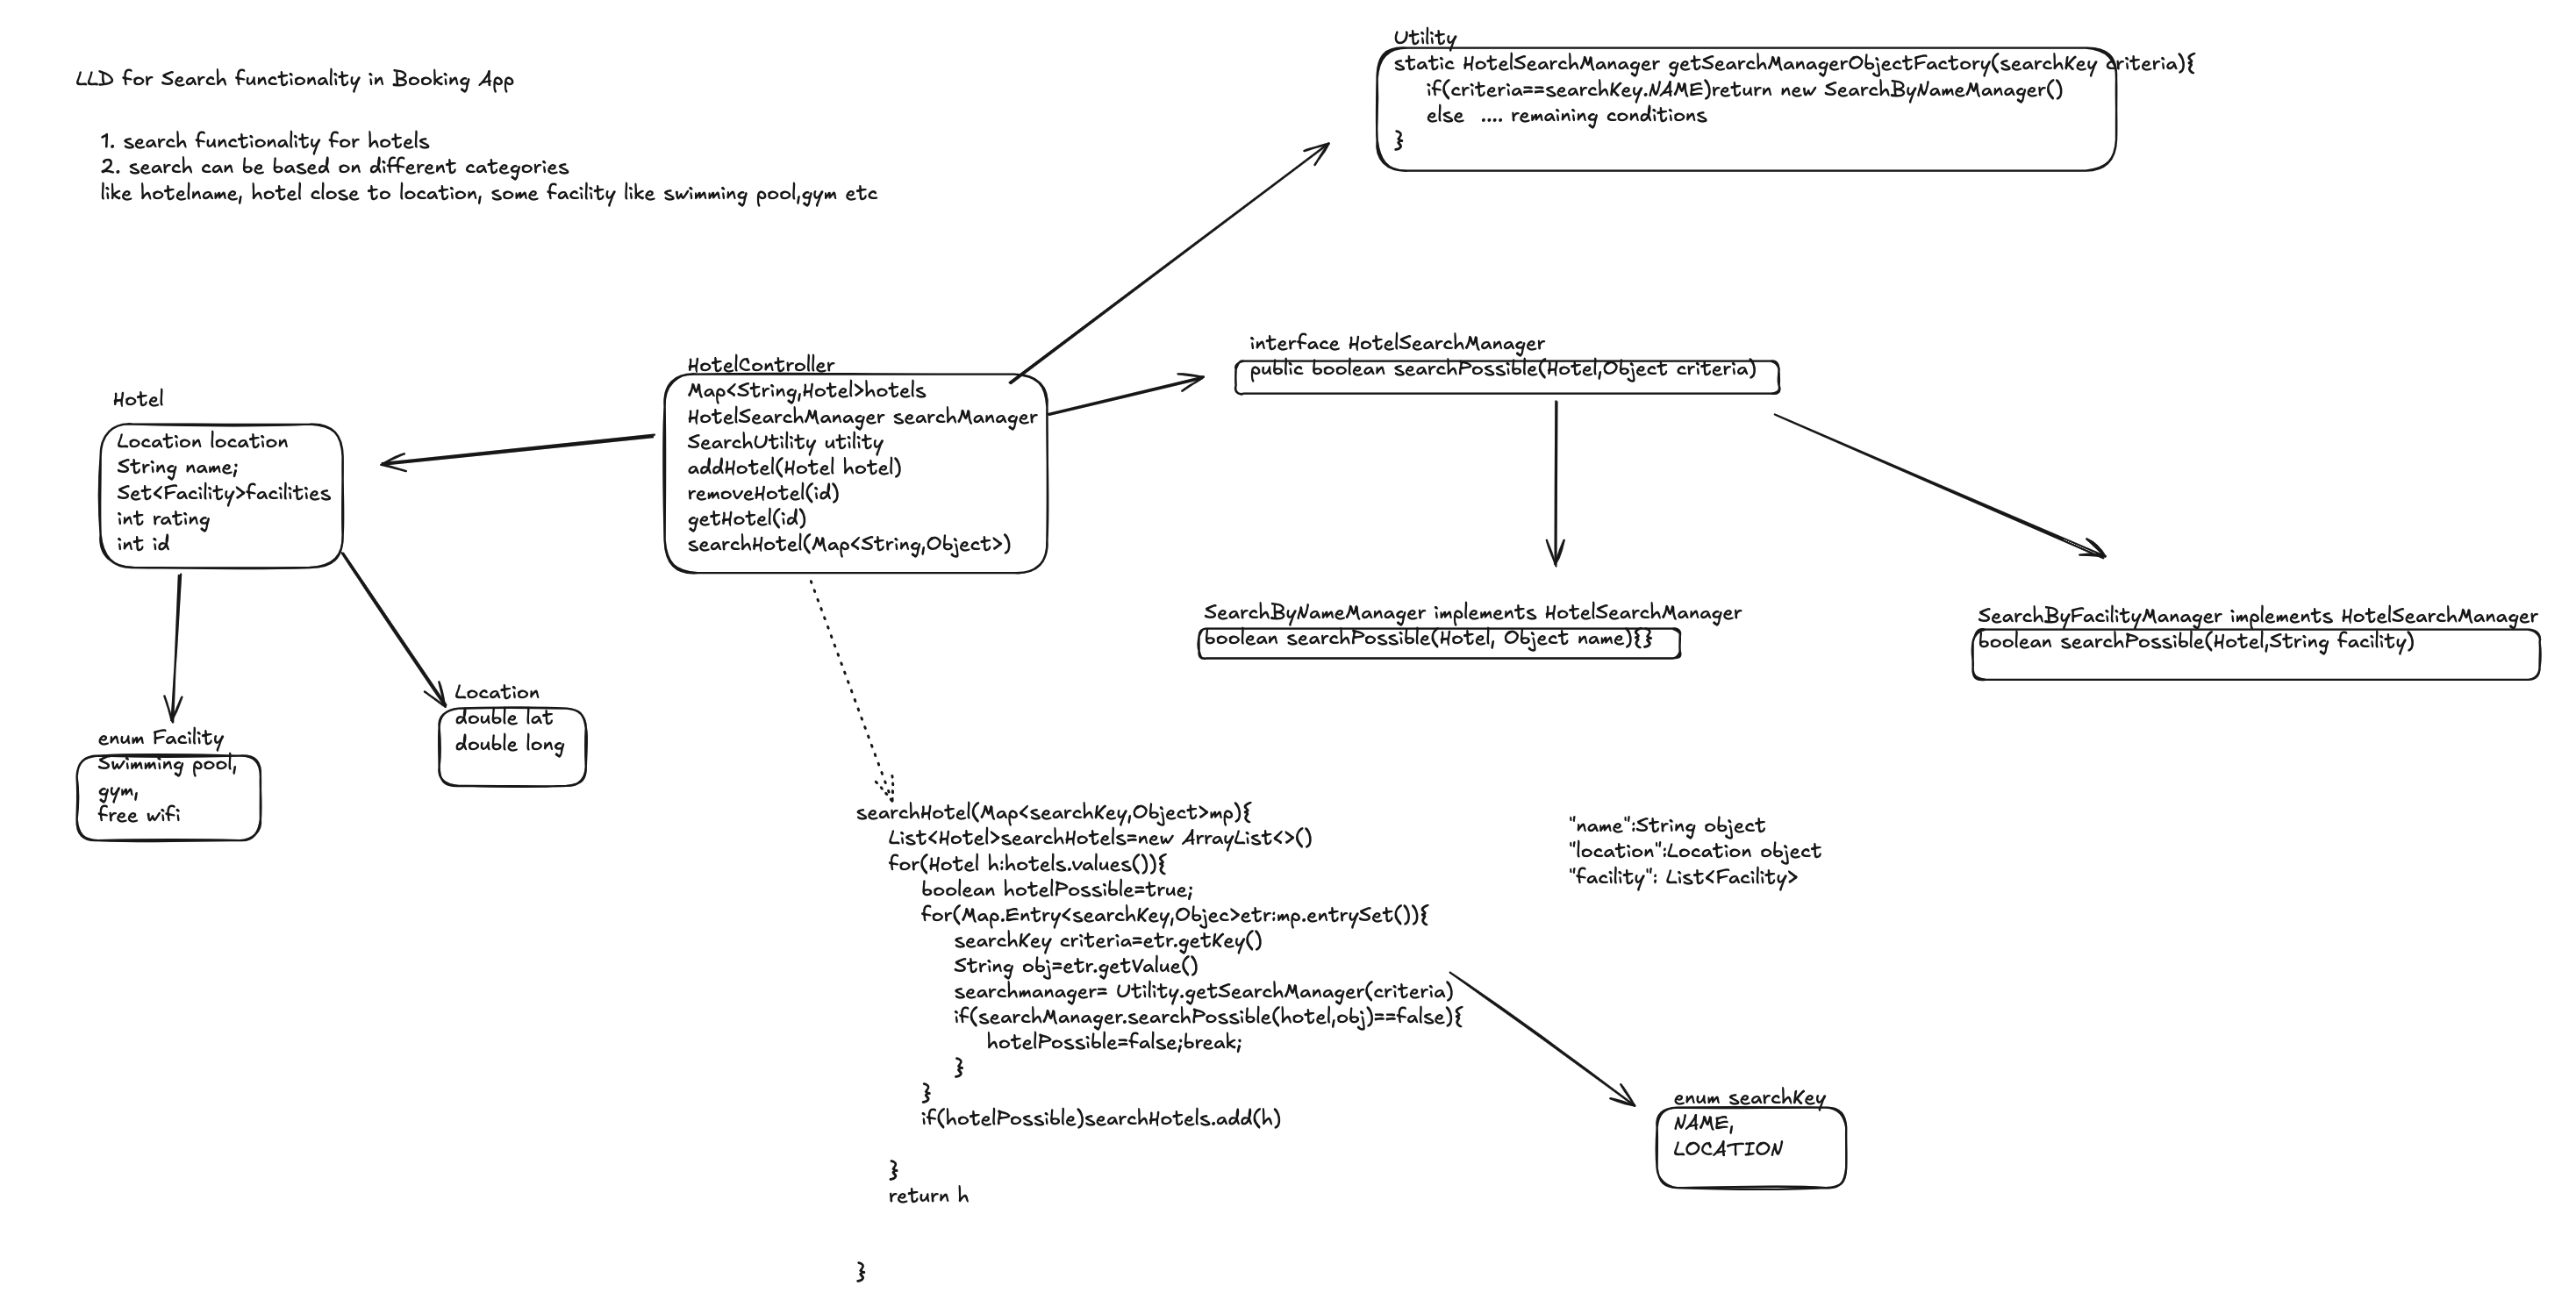 LLD for Search functionality in Booking App
1. search functionality for hotels
2. search can be based on different categories
like hotelname, hotel close to location, some facility like swimming pool,gym etc
Utility
static HotelSearchManager getSearchManagerObjectFactory(searchKey criteria){
if(criteria==searchKey.NAME)return new SearchByNameManager()
else .... remaining conditions
}
Hotel
Location location
String name;
Set<Facility>facilities
int rating
int id
HotelController
Map<String,Hotel>hotels
HotelSearchManager searchManager
SearchUtility utility
addHotel(Hotel hotel)
removeHotel(id)
getHotel(id)
searchHotel(Map<String,Object>)
interface HotelSearchManager
public boolean searchPossible(Hotel,Object criteria)
SearchByNameManager implements HotelSearchManager
boolean searchPossible(Hotel, Object name){}
SearchByFacilityManager implements HotelSearchManager
boolean searchPossible(Hotel,String facility)
enum Facility
Swimming pool,
gym,
free wifi
Location
double lat
double long
searchHotel(Map<searchKey,Object>mp){
List<Hotel>searchHotels=new ArrayList<>()
for(Hotel h:hotels.values()){
boolean hotelPossible=true;
for(Map.Entry<searchKey,Objec>etr:mp.entrySet()){
searchKey criteria=etr.getKey()
String obj=etr.getValue()
searchmanager= Utility.getSearchManager(criteria)
if(searchManager.searchPossible(hotel,obj)==false){
hotelPossible=false;break;
}
}
if(hotelPossible)searchHotels.add(h)
}
return h
}
"name":String object
"location":Location object
"facility": List<Facility>
enum searchKey
NAME,
LOCATION